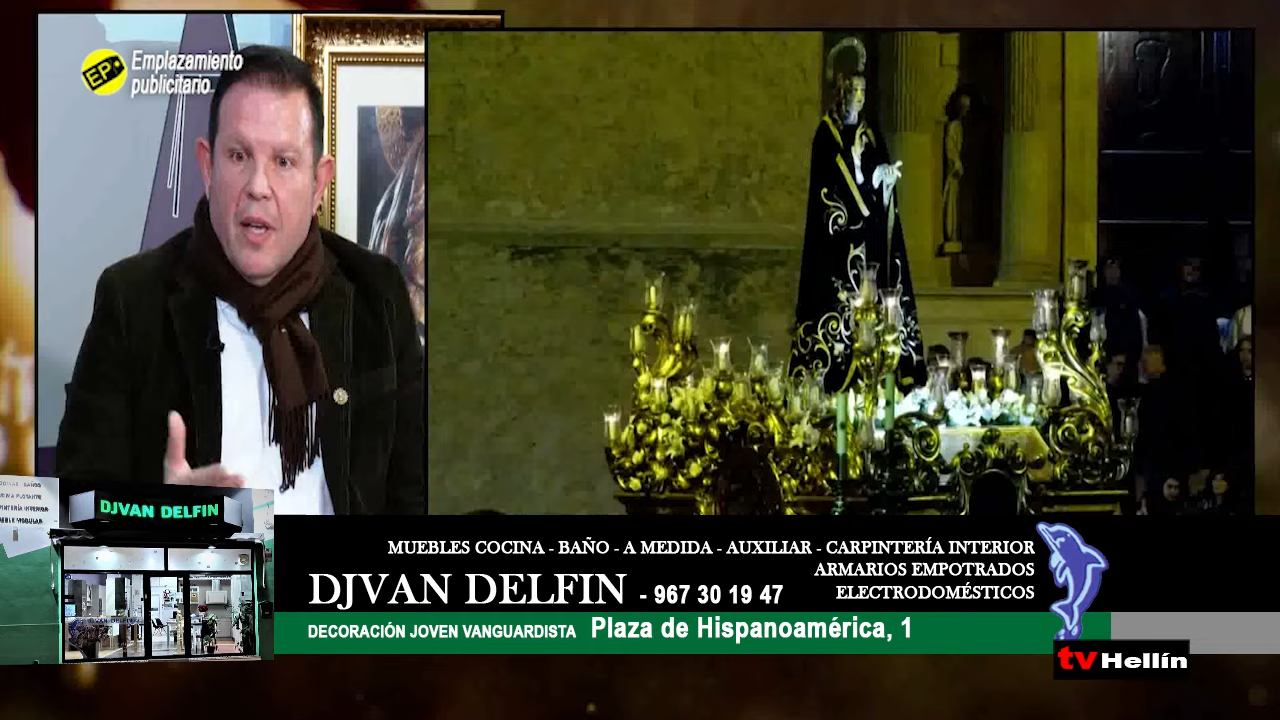 EP.
Emplazamiento
publicitario
DJVAN DELFIN
MUEBLES COCINA - BAÑO - A MEDIDA - AUXILIAR - CARPINTERÍA INTERIOR
ARMARIOS EMPOTRADOS
ELECTRODOMÉSTICOS
DJVAN DELFIN - 967 30 19 47
DECORACIÓN JOVEN VANGUARDISTA Plaza de Hispanoamérica, 1
tv Hellín